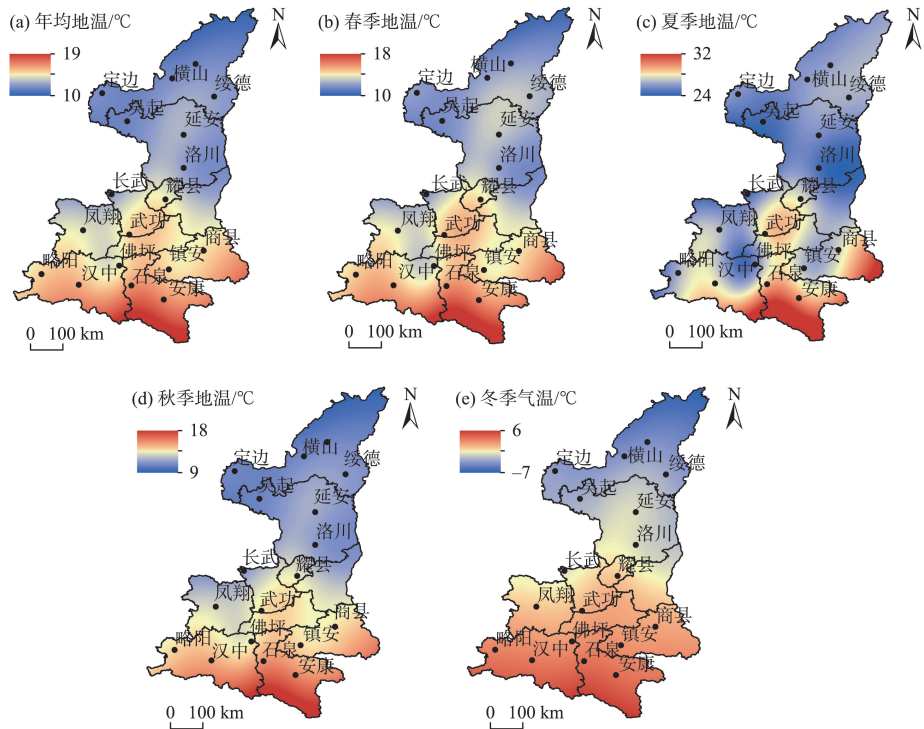 (a) 年均地温/℃
N
19
10
定边
横山
绥德
吴起
延安
洛川
长武
耀县
凤翔
武功
商县
佛坪
镇安
略阳
汉中
石泉
安康
0 100 km
(b) 春季地温/℃
N
18
10
定边
横山
绥德
吴起
延安
洛川
长武
耀县
凤翔
武功
商县
佛坪
镇安
略阳
汉中
石泉
安康
0 100 km
(c) 夏季地温/℃
N
32
24
定边
横山
绥德
吴起
延安
洛川
长武
耀县
凤翔
武功
商县
佛坪
镇安
略阳
汉中
石泉
安康
0 100 km
(d) 秋季地温/℃
N
18
9
定边
横山
绥德
吴起
延安
洛川
长武
耀县
凤翔
武功
商县
佛坪
镇安
略阳
汉中
石泉
安康
0 100 km
(e) 冬季气温/℃
N
6
–7
定边
横山
绥德
吴起
延安
洛川
长武
耀县
凤翔
武功
商县
佛坪
镇安
略阳
汉中
石泉
安康
0 100 km